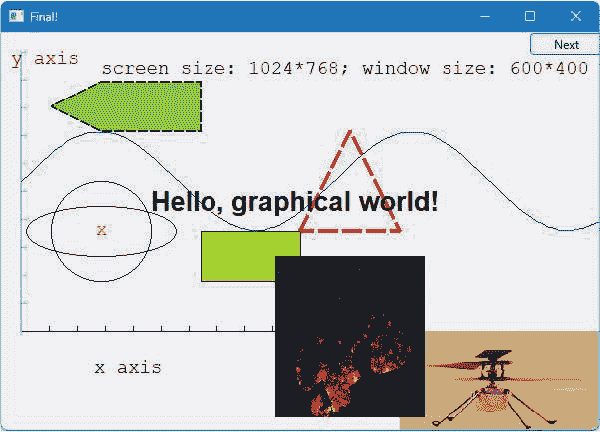 Final!
Next
y axis
screen size: 1024*768; window size: 600*400
Hello, graphical world!
x
x axis